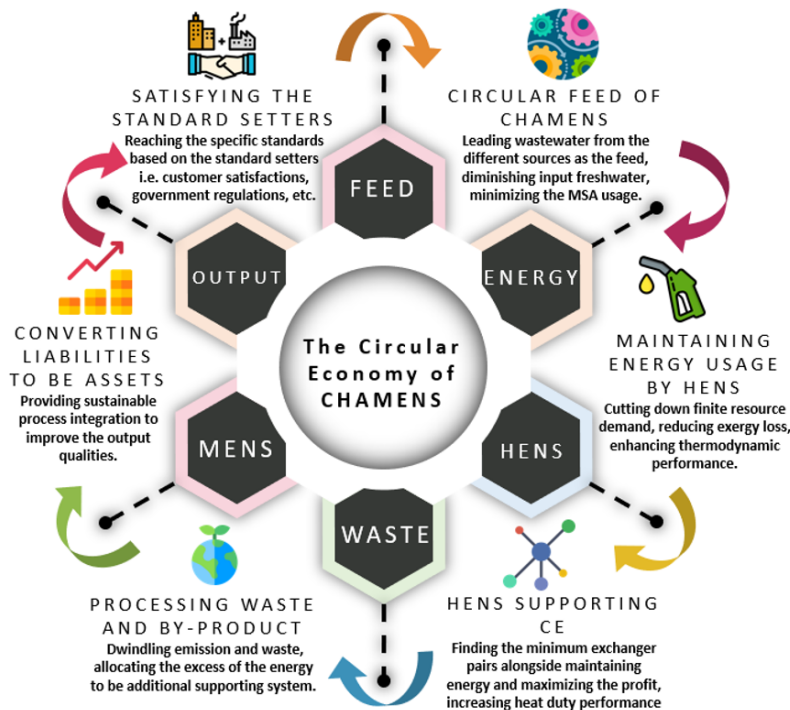 SATISFYING THE
STANDARD SETTERS
Reaching the specific standards
based on the standard setters
i.e. customer satisfactions,
government regulations, etc.
CIRCULAR FEED OF
CHAMENS
Leading wastewater from the
different sources as the feed,
diminishing input freshwater,
minimizing the MSA usage.
FEED
OUTPUT
ENERGY
The Circular
Economy of
CHAMENS
CONVERTING
LIABILITIES
TO BE ASSETS
Providing sustainable
process integration to
improve the output
qualities.
MAINTAINING
ENERGY USAGE
BY HENS
Cutting down finite resource
demand, reducing exergy loss,
enhancing thermodynamic
performance.
MENS
HENS
WASTE
PROCESSING WASTE
AND BY-PRODUCT
Dwindling emission and waste,
allocating the excess of the energy
to be additional supporting system.
HENS SUPPORTING
CE
Finding the minimum exchanger
pairs alongside maintaining
energy and maximizing the profit,
increasing heat duty performance